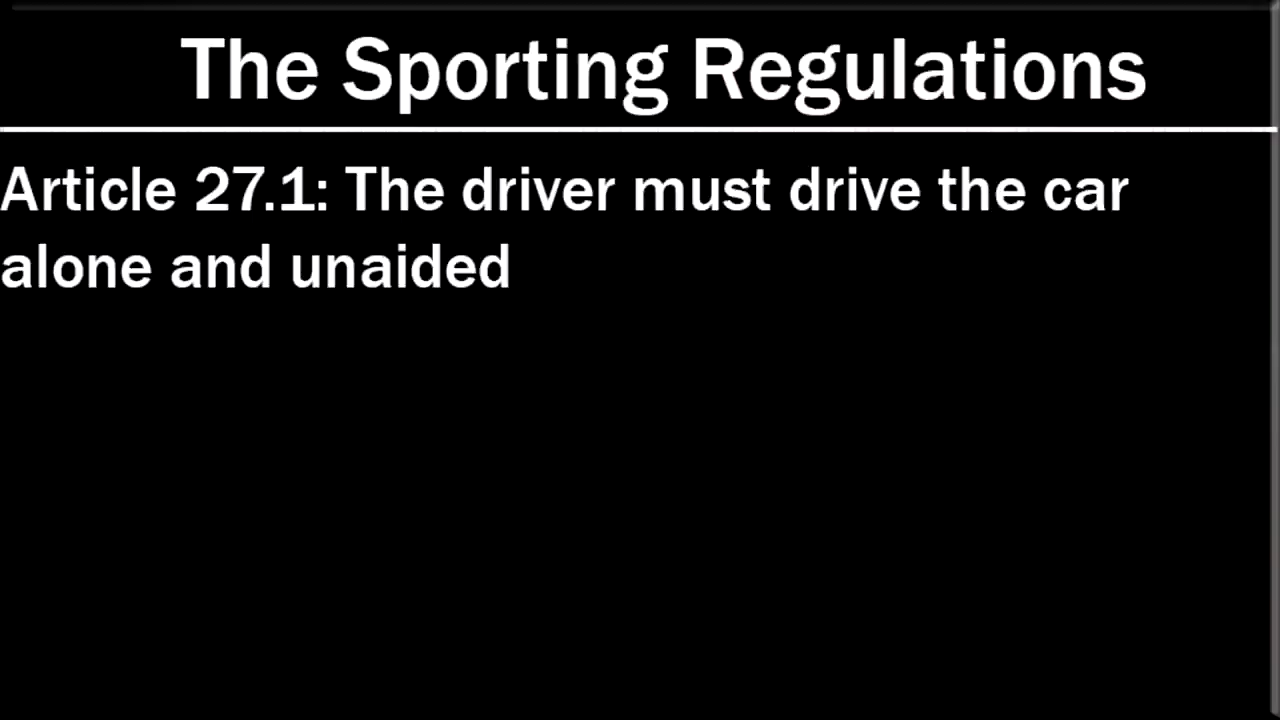 The Sporting Regulations
Article 27.1: The driver must drive the car
alone and unaided